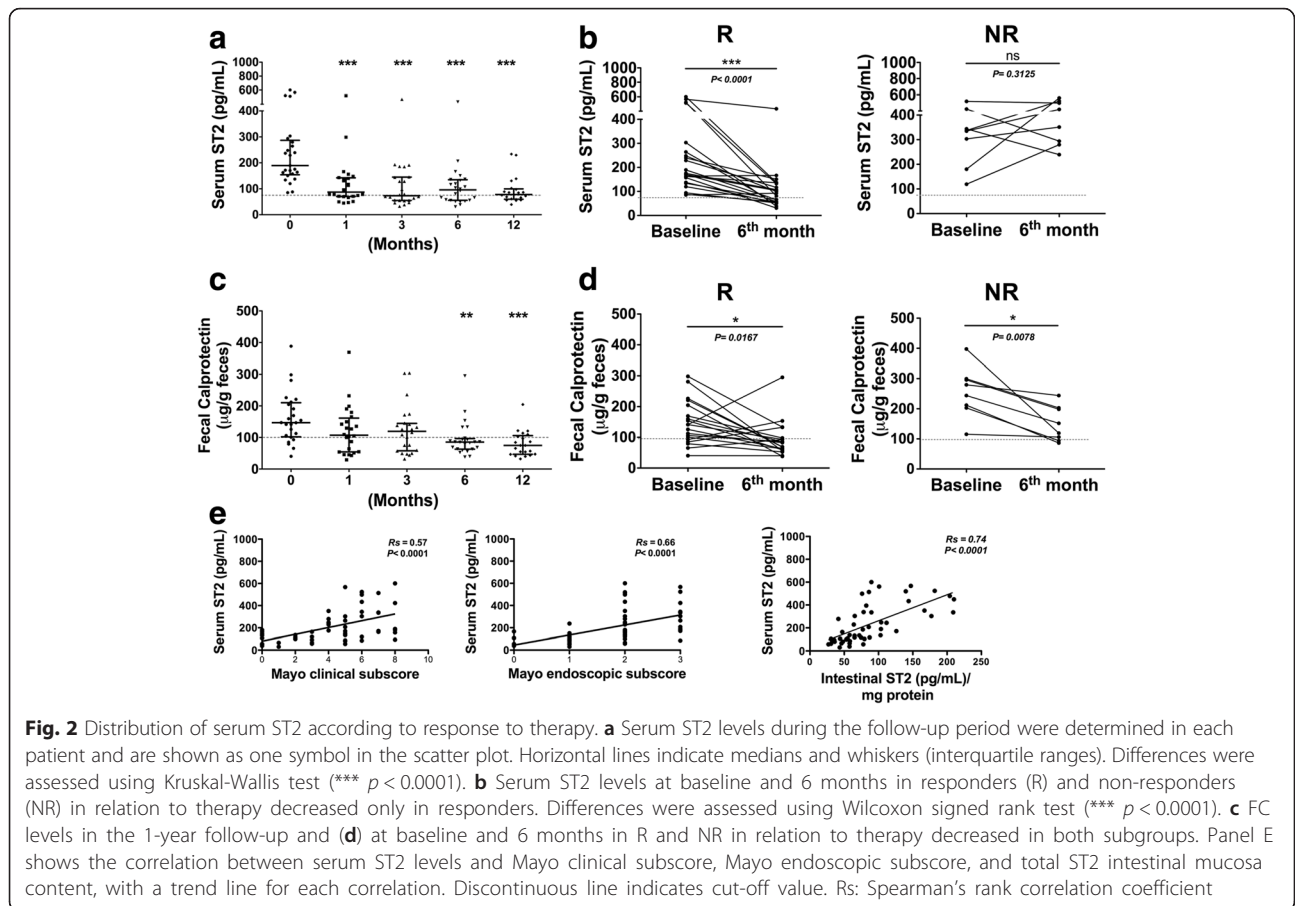 a
Serum ST2 (pg/mL)
1000
800
600
400
300
200
100
0
*** *** *** ***
0 1 3 6 12
(Months)
b
R
Serum ST2 (pg/mL)
1000
800
600
400
300
200
100
0
***
P< 0.0001
Baseline 6th month
NR
Serum ST2 (pg/mL)
1000
800
600
400
300
200
100
0
ns
P= 0.3125
Baseline 6th month
c
Fecal Calprotectin
(µg/g feces)
500
400
300
200
100
0
** ***
0 1 3 6 12
(Months)
d
R
Fecal Calprotectin
(µg/g feces)
500
400
300
200
100
0
*
P= 0.0167
Baseline 6th month
NR
Fecal Calprotectin
(µg/g feces)
500
400
300
200
100
0
*
P= 0.0078
Baseline 6th month
e
Serum ST2 (pg/mL)
1000
800
600
400
200
0
Rs = 0.57
P< 0.0001
0 2 4 6 8 10
Mayo clinical subscore
Serum ST2 (pg/mL)
1000
800
600
400
200
0
Rs = 0.66
P< 0.0001
0 1 2 3
Mayo endoscopic subscore
Serum ST2 (pg/mL)
1000
800
600
400
200
0
Rs = 0.74
P< 0.0001
0 50 100 150 200 250
Intestinal ST2 (pg/mL)/
mg protein
Fig. 2 Distribution of serum ST2 according to response to therapy. a Serum ST2 levels during the follow-up period were determined in each
patient and are shown as one symbol in the scatter plot. Horizontal lines indicate medians and whiskers (interquartile ranges). Differences were
assessed using Kruskal-Wallis test (*** p < 0.0001). b Serum ST2 levels at baseline and 6 months in responders (R) and non-responders
(NR) in relation to therapy decreased only in responders. Differences were assessed using Wilcoxon signed rank test (*** p < 0.0001). c FC
levels in the 1-year follow-up and (d) at baseline and 6 months in R and NR in relation to therapy decreased in both subgroups. Panel E
shows the correlation between serum ST2 levels and Mayo clinical subscore, Mayo endoscopic subscore, and total ST2 intestinal mucosa
content, with a trend line for each correlation. Discontinuous line indicates cut-off value. Rs: Spearman's rank correlation coefficient